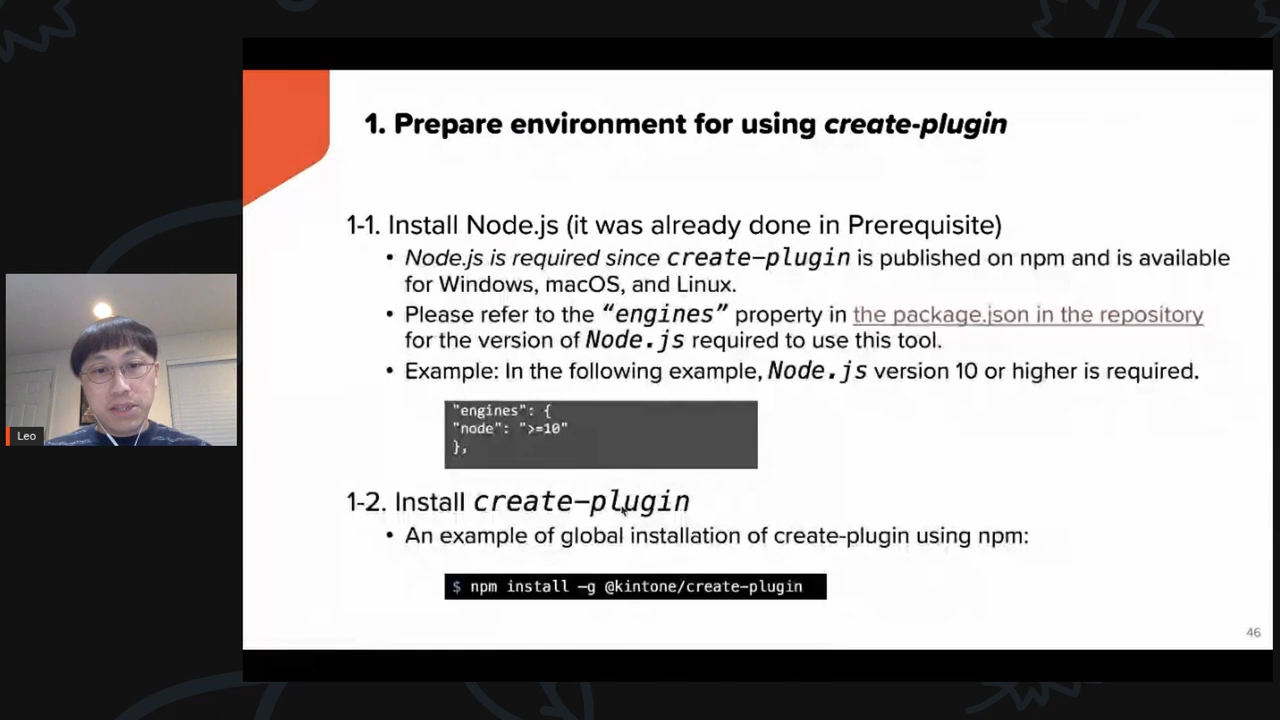 1. Prepare environment for using create-plugin
1-1. Install Node.js (it was already done in Prerequisite)
• Node.js is required since create-plugin is published on npm and is available
for Windows, macOS, and Linux.
• Please refer to the “engines” property in the package.json in the repository
for the version of Node.js required to use this tool.
• Example: In the following example, Node.js version 10 or higher is required.
"engines": {
"node": ">=10"
},
Leo
1-2. Install create-plugin
• An example of global installation of create-plugin using npm:
$ npm install -g @kintone/create-plugin
46